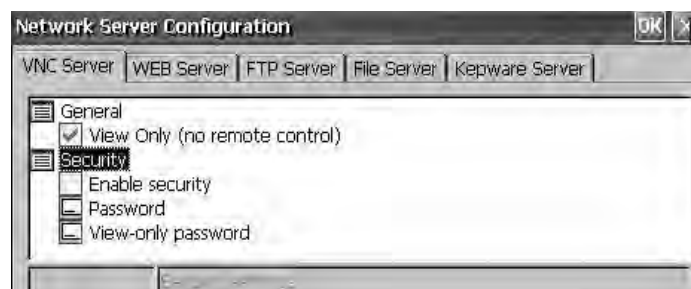 Network Server Configuration OK
VNC Server WEB Server FTP Server File Server Kepware Server
General
View Only (no remote control)
Security
Enable security
Password
View-only password